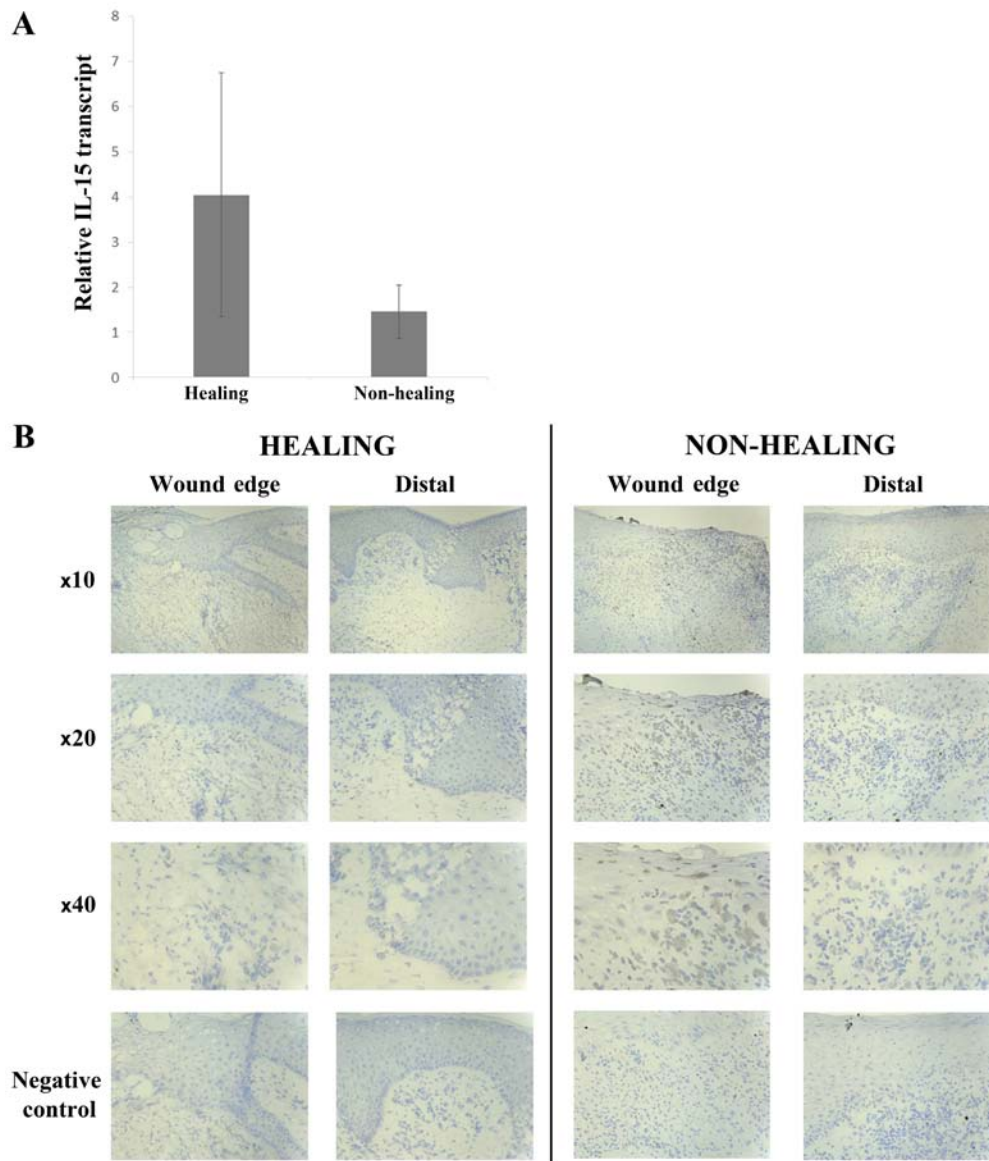 A
Relative IL-15 transcript
8
7
6
5
4
3
2
1
0
Healing
Non-healing
B
HEALING
NON-HEALING
Wound edge
Distal
Wound edge
Distal
x10
x20
x40
Negative
control